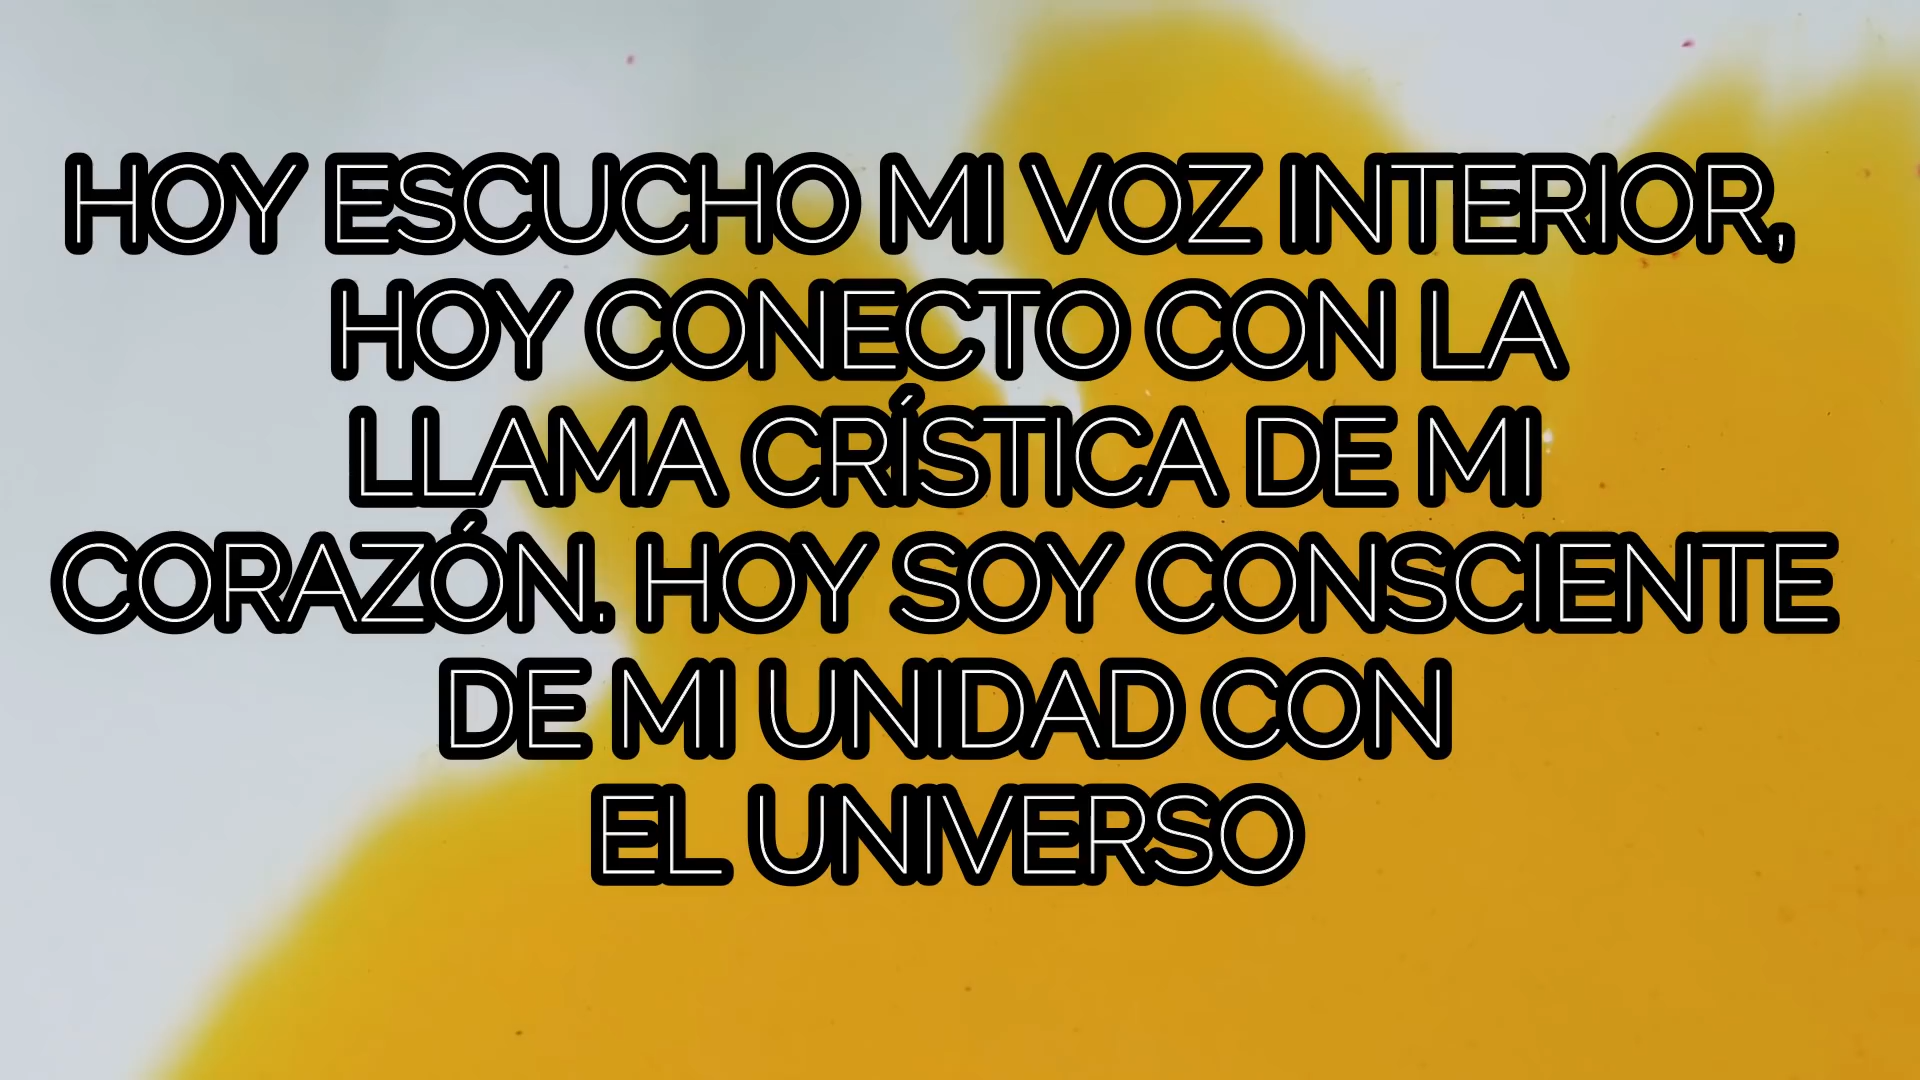 HOY ESCUCHO MI VOZ INTERIOR,
HOY CONECTO CON LA
LLAMA CRÍSTICA DE MI
CORAZÓN. HOY SOY CONSCIENTE
DE MI UNIDAD CON
EL UNIVERSO